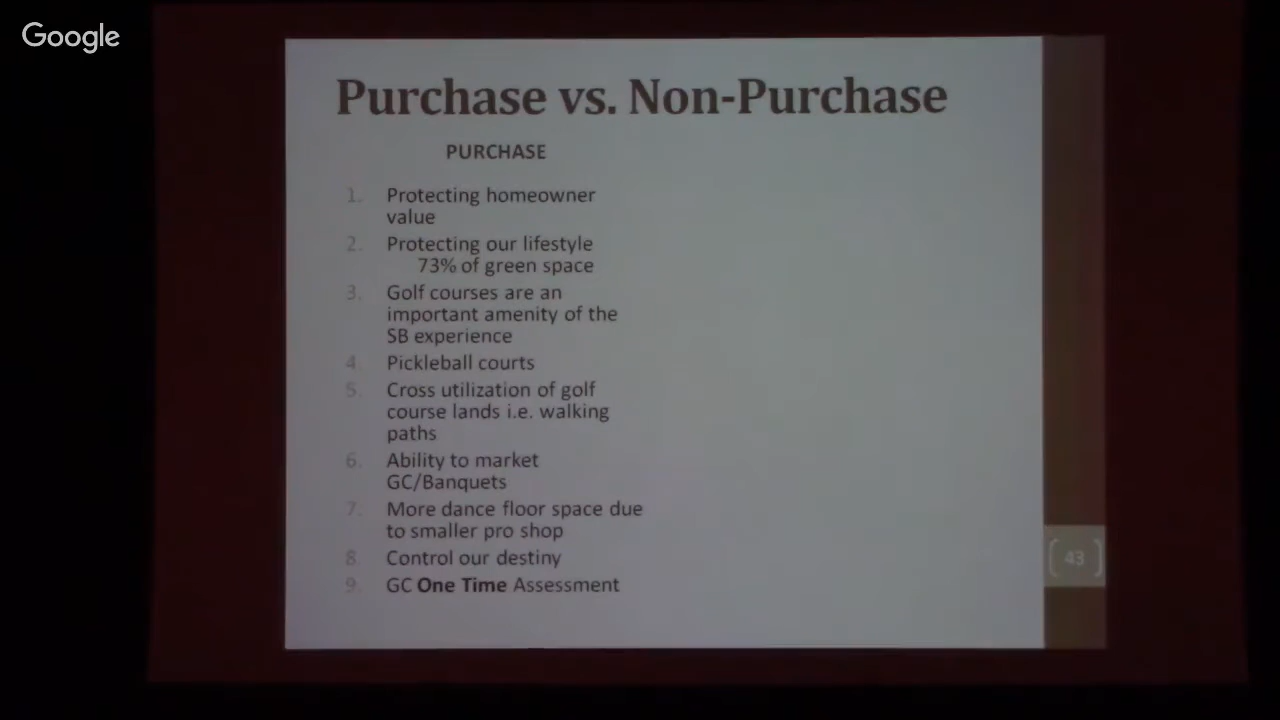 Google
Purchase vs. Non-Purchase
PURCHASE
1. Protecting homeowner
value
2. Protecting our lifestyle
73% of green space
3. Golf courses are an
important amenity of the
SB experience
4. Pickleball courts
5. Cross utilization of golf
course lands i.e. walking
paths
6. Ability to market
GC/Banquets
7. More dance floor space due
to smaller pro shop
8. Control our destiny
9. GC One Time Assessment
43